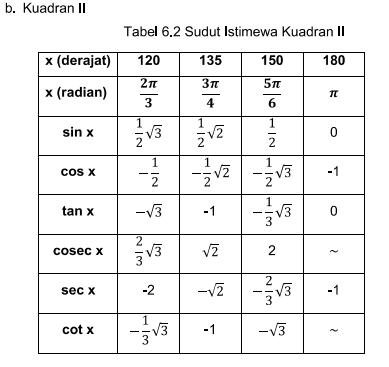 b. Kuadran II
Tabel 6.2 Sudut Istimewa Kuadran II
x (derajat) 120 135 150 180
x (radian) 2π/3 3π/4 5π/6 π
sin x 1/2√3 1/2√2 1/2 0
cos x -1/2 -1/2√2 -1/2√3 -1
tan x -√3 -1 -1/3√3 0
cosec x 2/3√3 √2 2 ~
sec x -2 -√2 -2/3√3 -1
cot x -1/3√3 -1 -√3 ~